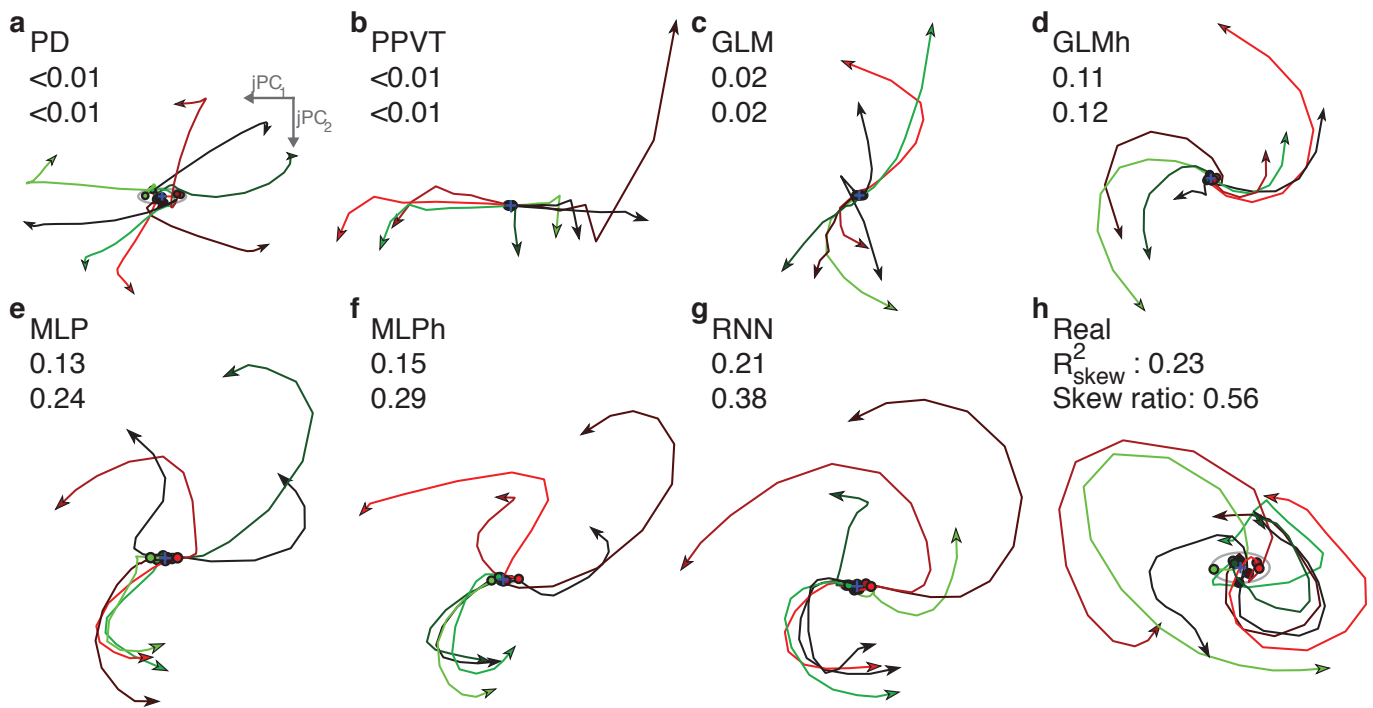 a
PD
<0.01
<0.01
jPC1
jPC2
b
PPVT
<0.01
<0.01
c
GLM
0.02
0.02
d
GLMh
0.11
0.12
e
MLP
0.13
0.24
f
MLPh
0.15
0.29
g
RNN
0.21
0.38
h
Real
R²skew : 0.23
Skew ratio: 0.56